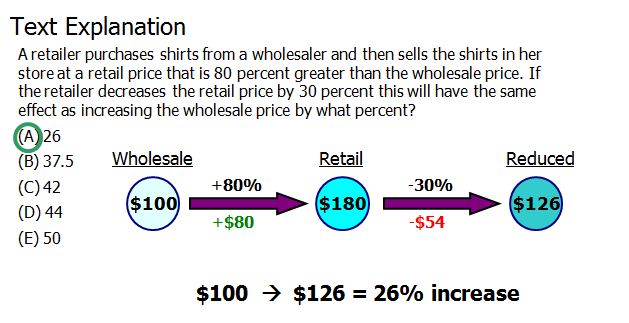 Text Explanation
A retailer purchases shirts from a wholesaler and then sells the shirts in her
store at a retail price that is 80 percent greater than the wholesale price. If
the retailer decreases the retail price by 30 percent this will have the same
effect as increasing the wholesale price by what percent?
(A) 26
(B) 37.5
(C) 42
(D) 44
(E) 50
Wholesale Retail Reduced
+80% -30%
$100 $180 $126
+$80 -$54
$100 → $126 = 26% increase